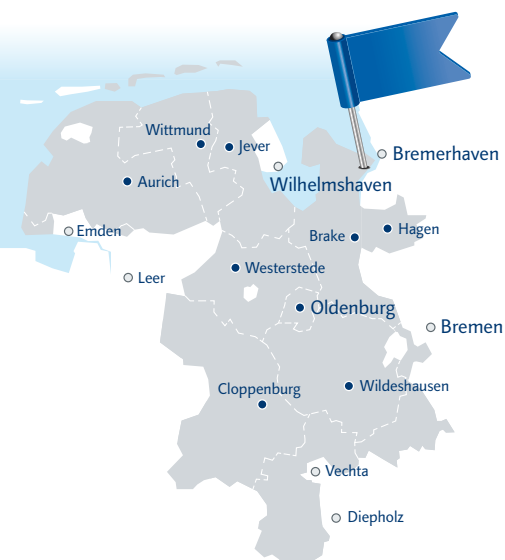 Wittmund
Jever
Bremerhaven
Aurich
Wilhelmshaven
Emden
Brake
Hagen
Westerstede
Leer
Oldenburg
Bremen
Cloppenburg
Wildeshausen
Vechta
Diepholz